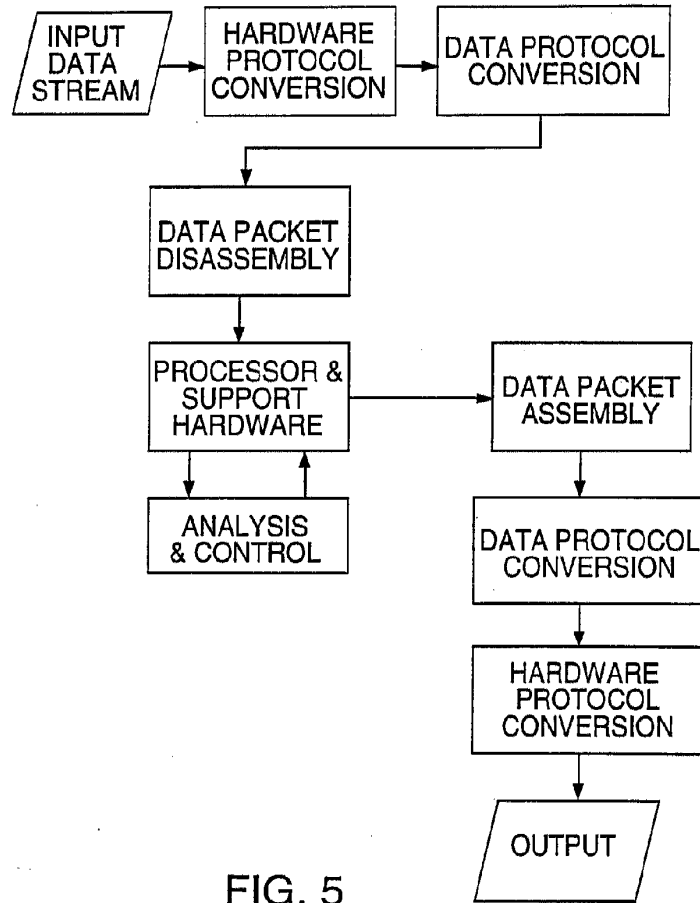 INPUT
DATA
STREAM
HARDWARE
PROTOCOL
CONVERSION
DATA PROTOCOL
CONVERSION
DATA PACKET
DISASSEMBLY
PROCESSOR &
SUPPORT
HARDWARE
DATA PACKET
ASSEMBLY
ANALYSIS
& CONTROL
DATA PROTOCOL
CONVERSION
HARDWARE
PROTOCOL
CONVERSION
OUTPUT
FIG. 5